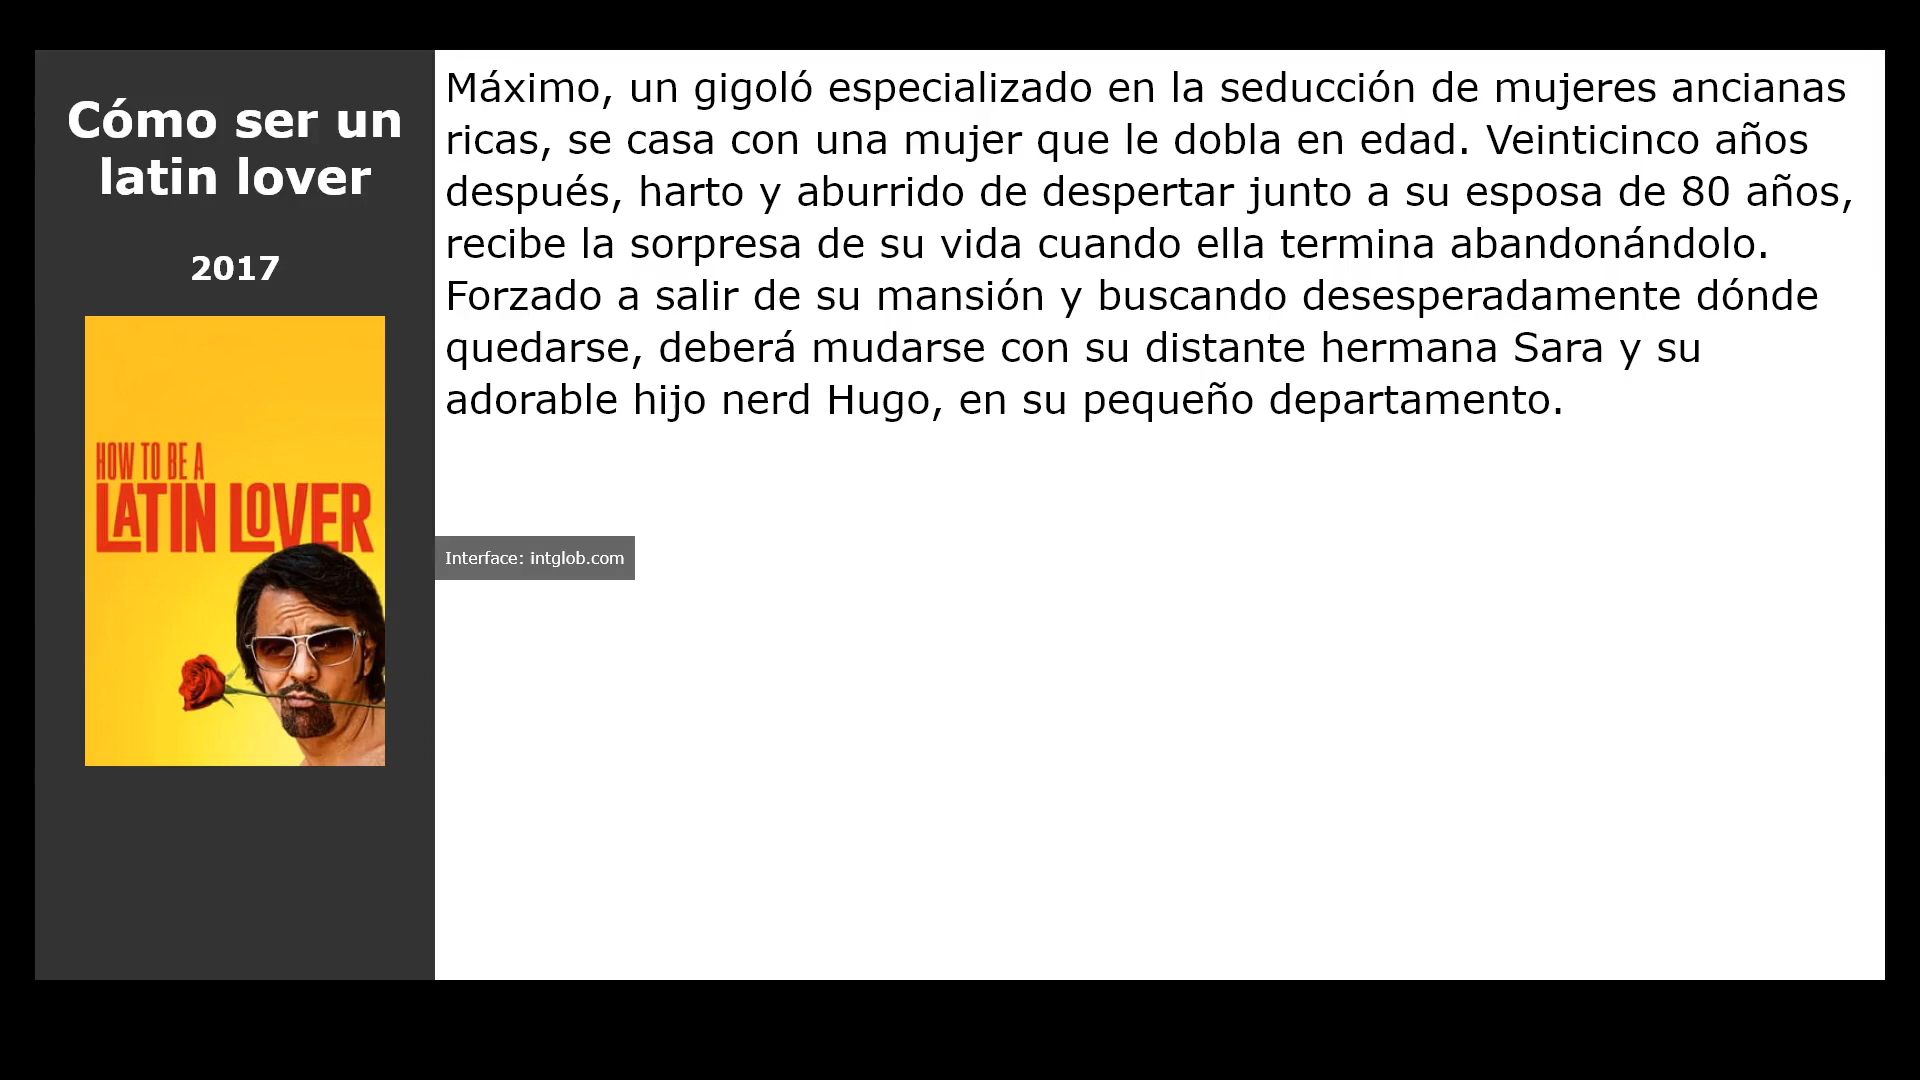 Cómo ser un
latin lover
2017
HOW TO BE A
LATIN LOVER
Máximo, un gigoló especializado en la seducción de mujeres ancianas
ricas, se casa con una mujer que le dobla en edad. Veinticinco años
después, harto y aburrido de despertar junto a su esposa de 80 años,
recibe la sorpresa de su vida cuando ella termina abandonándolo.
Forzado a salir de su mansión y buscando desesperadamente dónde
quedarse, deberá mudarse con su distante hermana Sara y su
adorable hijo nerd Hugo, en su pequeño departamento.
Interface: intglob.com